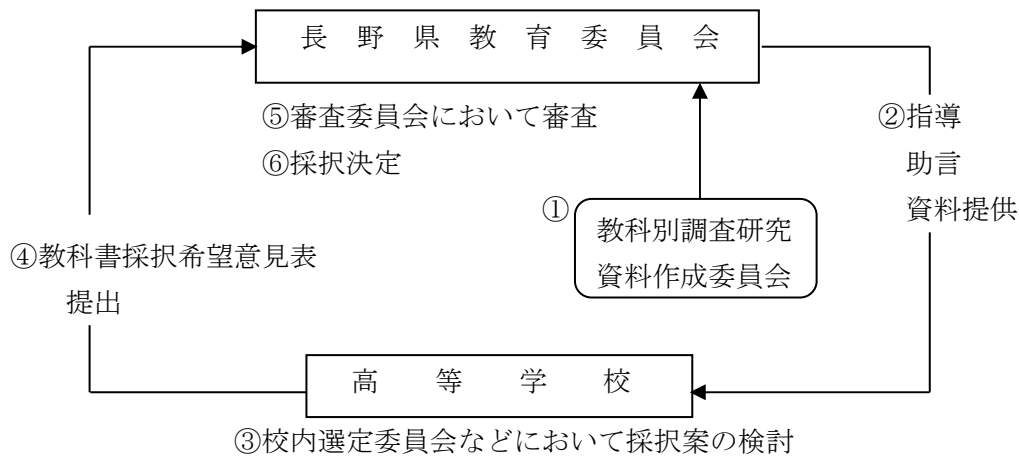 長野県教育委員会
⑤審査委員会において審査
⑥採択決定
②指導
助言
資料提供
①
教科別調査研究
資料作成委員会
④教科書採択希望意見表
提出
高等学校
③校内選定委員会などにおいて採択案の検討